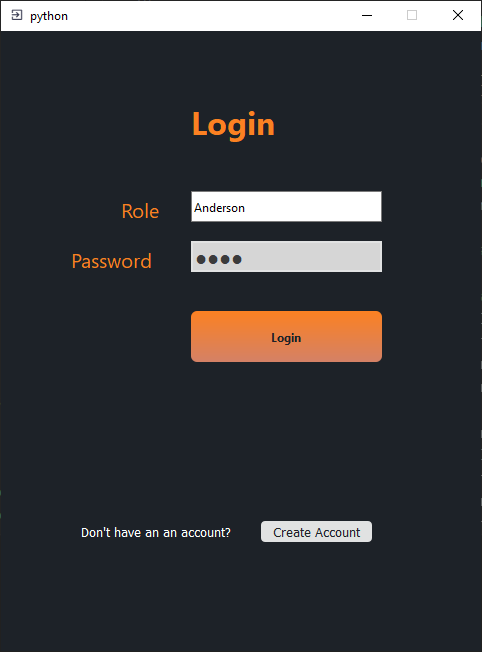 python
Login
Role
Anderson
Password
●●●●
Login
Don't have an an account?
Create Account